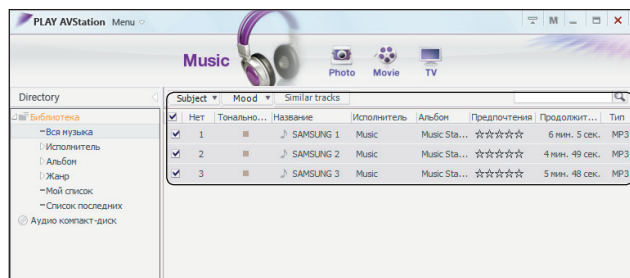 PLAY AVStation Menu
M
Music
Photo Movie TV
Directory
Subject Mood Similar tracks
Библиотека
Вся музыка
Исполнитель
Альбом
Жанр
Мой список
Список последних
Аудио компакт-диск
Нет Тонально... Название Исполнитель Альбом Предпочтения Продолжит... Тип
1 SAMSUNG 1 Music Music Sta... ☆☆☆☆☆ 6 мин. 5 сек. MP3
2 SAMSUNG 2 Music Music Sta... ☆☆☆☆☆ 4 мин. 49 сек. MP3
3 SAMSUNG 3 Music Music Sta... ☆☆☆☆☆ 5 мин. 48 сек. MP3